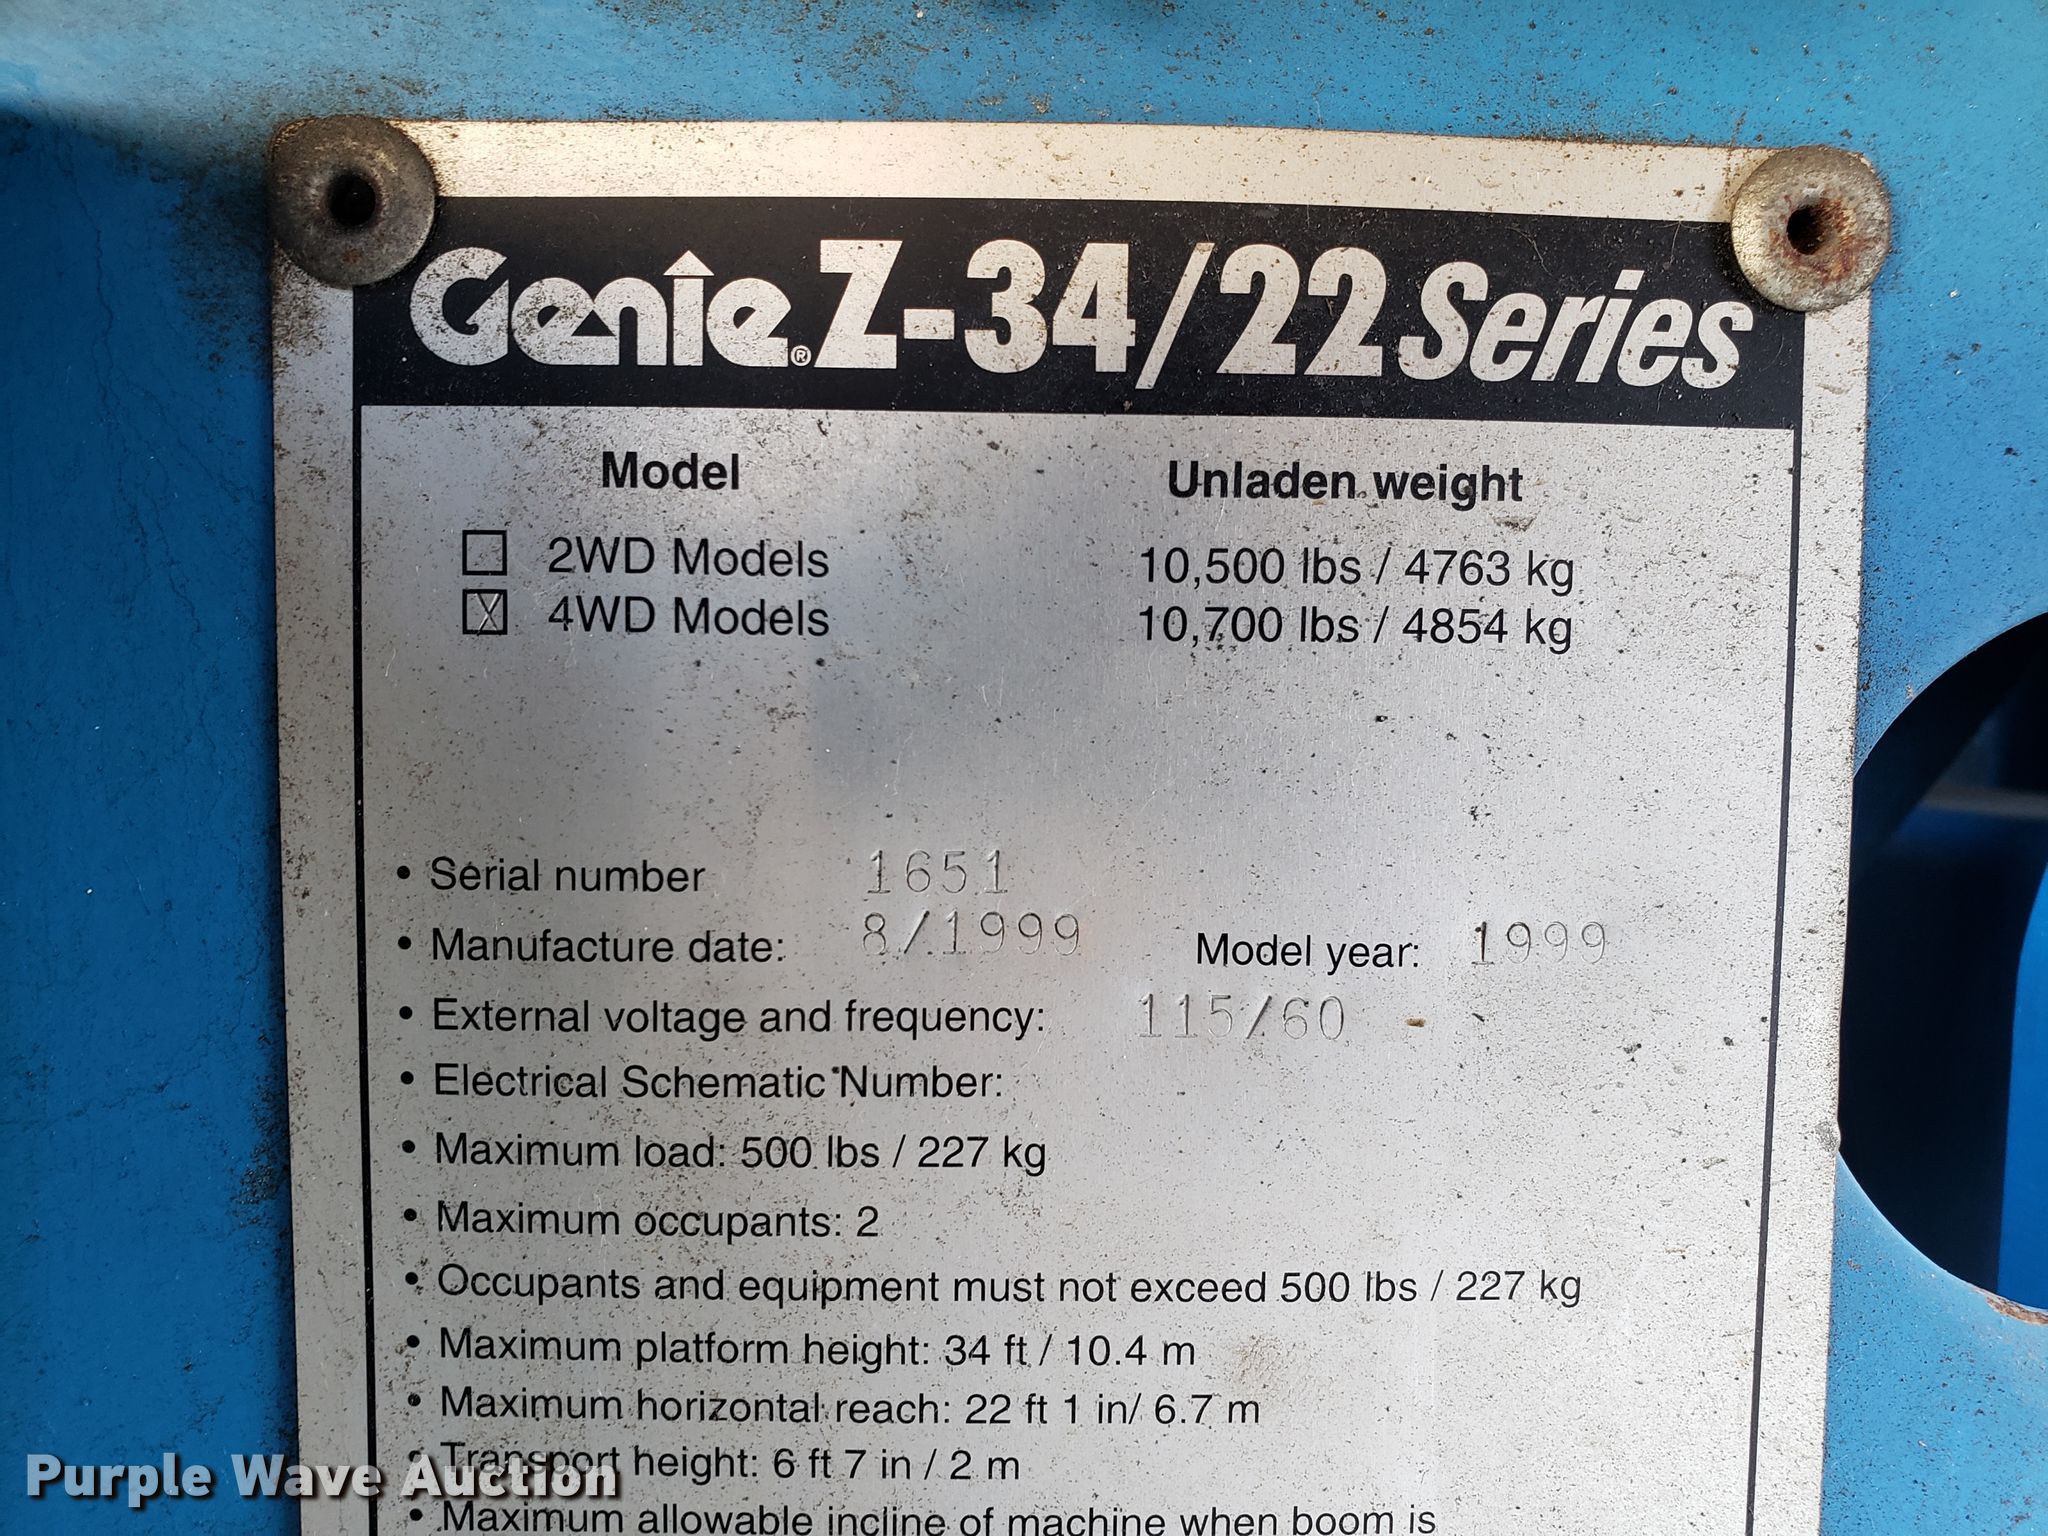 Genie® Z-34/22 Series
Model Unladen weight
2WD Models 10,500 lbs / 4763 kg
X 4WD Models 10,700 lbs / 4854 kg
• Serial number 1651
• Manufacture date: 8/1999 Model year: 1999
• External voltage and frequency: 115/60
• Electrical Schematic Number:
• Maximum load: 500 lbs / 227 kg
• Maximum occupants: 2
• Occupants and equipment must not exceed 500 lbs / 227 kg
• Maximum platform height: 34 ft / 10.4 m
• Maximum horizontal reach: 22 ft 1 in/ 6.7 m
• Transport height: 6 ft 7 in / 2 m
• Maximum allowable incline of machine when boom is
Purple Wave Auction